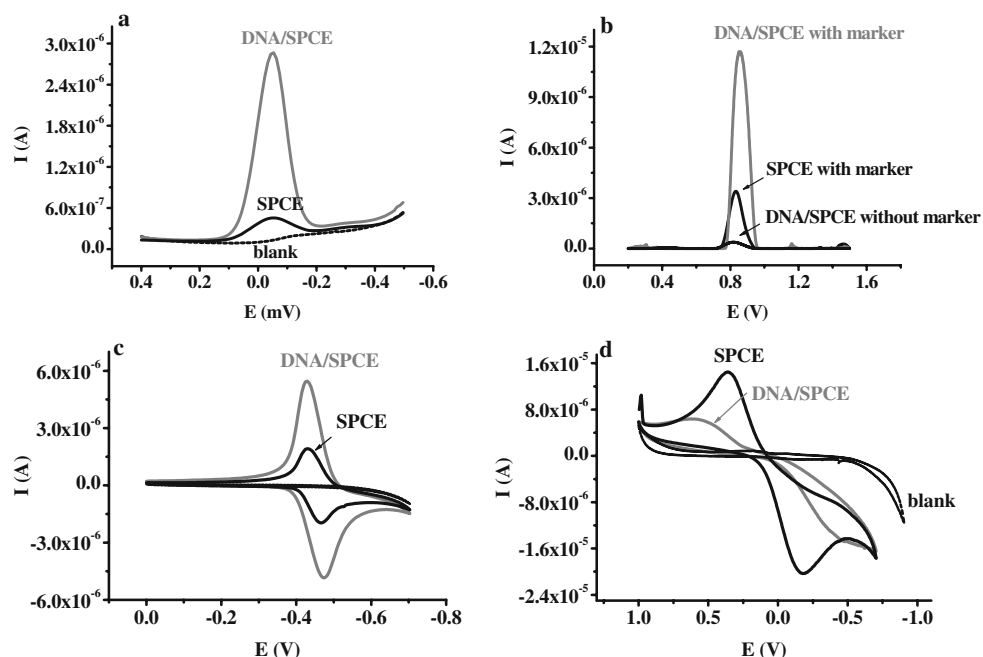 a
DNA/SPCE
3.0x10⁻⁶
2.4x10⁻⁶
1.8x10⁻⁶
1.2x10⁻⁶
6.0x10⁻⁷
0.0
I (A)
SPCE
blank
0.4 0.2 0.0 -0.2 -0.4 -0.6
E (mV)
b
DNA/SPCE with marker
1.2x10⁻⁵
9.0x10⁻⁶
6.0x10⁻⁶
3.0x10⁻⁶
0.0
I (A)
SPCE with marker
DNA/SPCE without marker
0.0 0.4 0.8 1.2 1.6
E (V)
c
DNA/SPCE
6.0x10⁻⁶
3.0x10⁻⁶
0.0
-3.0x10⁻⁶
-6.0x10⁻⁶
I (A)
SPCE
0.0 -0.2 -0.4 -0.6 -0.8
E (V)
d
SPCE
1.6x10⁻⁵
8.0x10⁻⁶
0.0
-8.0x10⁻⁶
-1.6x10⁻⁵
-2.4x10⁻⁵
I (A)
DNA/SPCE
blank
1.0 0.5 0.0 -0.5 -1.0
E (V)